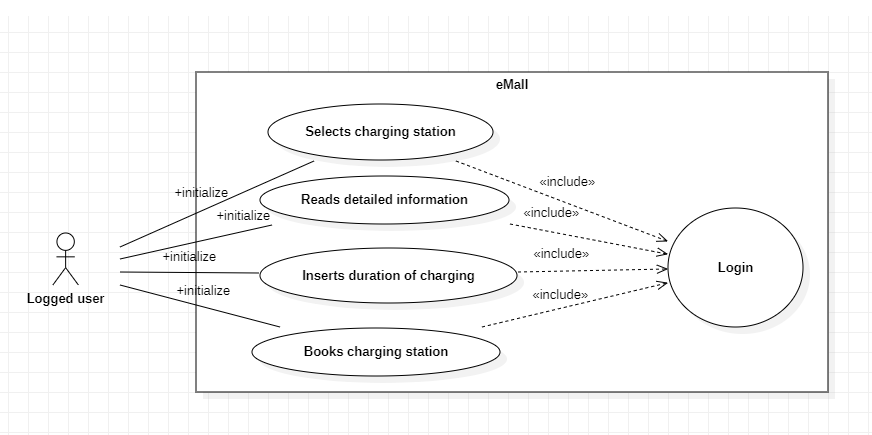 eMall
Selects charging station
«include»
+initialize
Reads detailed information
«include»
+initialize
+initialize
«include»
Login
Inserts duration of charging
+initialize
«include»
Logged user
Books charging station